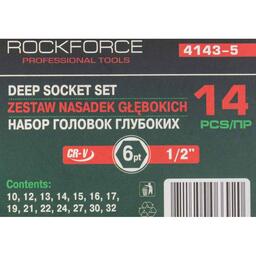 ROCKFORCE
PROFESSIONAL TOOLS
4143-5
DEEP SOCKET SET
ZESTAW NASADEK GŁĘBOKICH
НАБОР ГОЛОВОК ГЛУБОКИХ
14
PCS/ПР
CR-V
6pt
1/2"
Contents:
10, 12, 13, 14, 15, 16, 17,
19, 21, 22, 24, 27, 30, 32